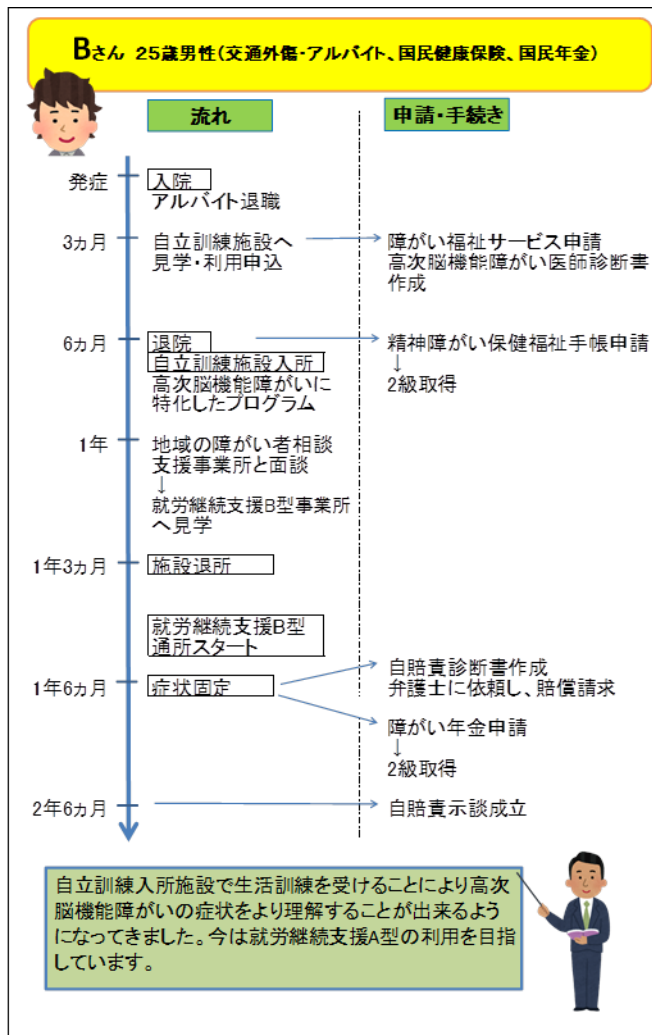 Bさん 25歳男性(交通外傷・アルバイト、国民健康保険、国民年金)
流れ
申請・手続き
発症
入院
アルバイト退職
3ヵ月
自立訓練施設へ
見学・利用申込
障がい福祉サービス申請
高次脳機能障がい医師診断書
作成
6ヵ月
退院
自立訓練施設入所
高次脳機能障がいに
特化したプログラム
精神障がい保健福祉手帳申請
↓
2級取得
1年
地域の障がい者相談
支援事業所と面談
↓
就労継続支援B型事業所
へ見学
1年3ヵ月
施設退所
就労継続支援B型
通所スタート
1年6ヵ月
症状固定
自賠責診断書作成
弁護士に依頼し、賠償請求
障がい年金申請
↓
2級取得
2年6ヵ月
自賠責示談成立
自立訓練入所施設で生活訓練を受けることにより高次
脳機能障がいの症状をより理解することが出来るよう
になってきました。今は就労継続支援A型の利用を目指
しています。